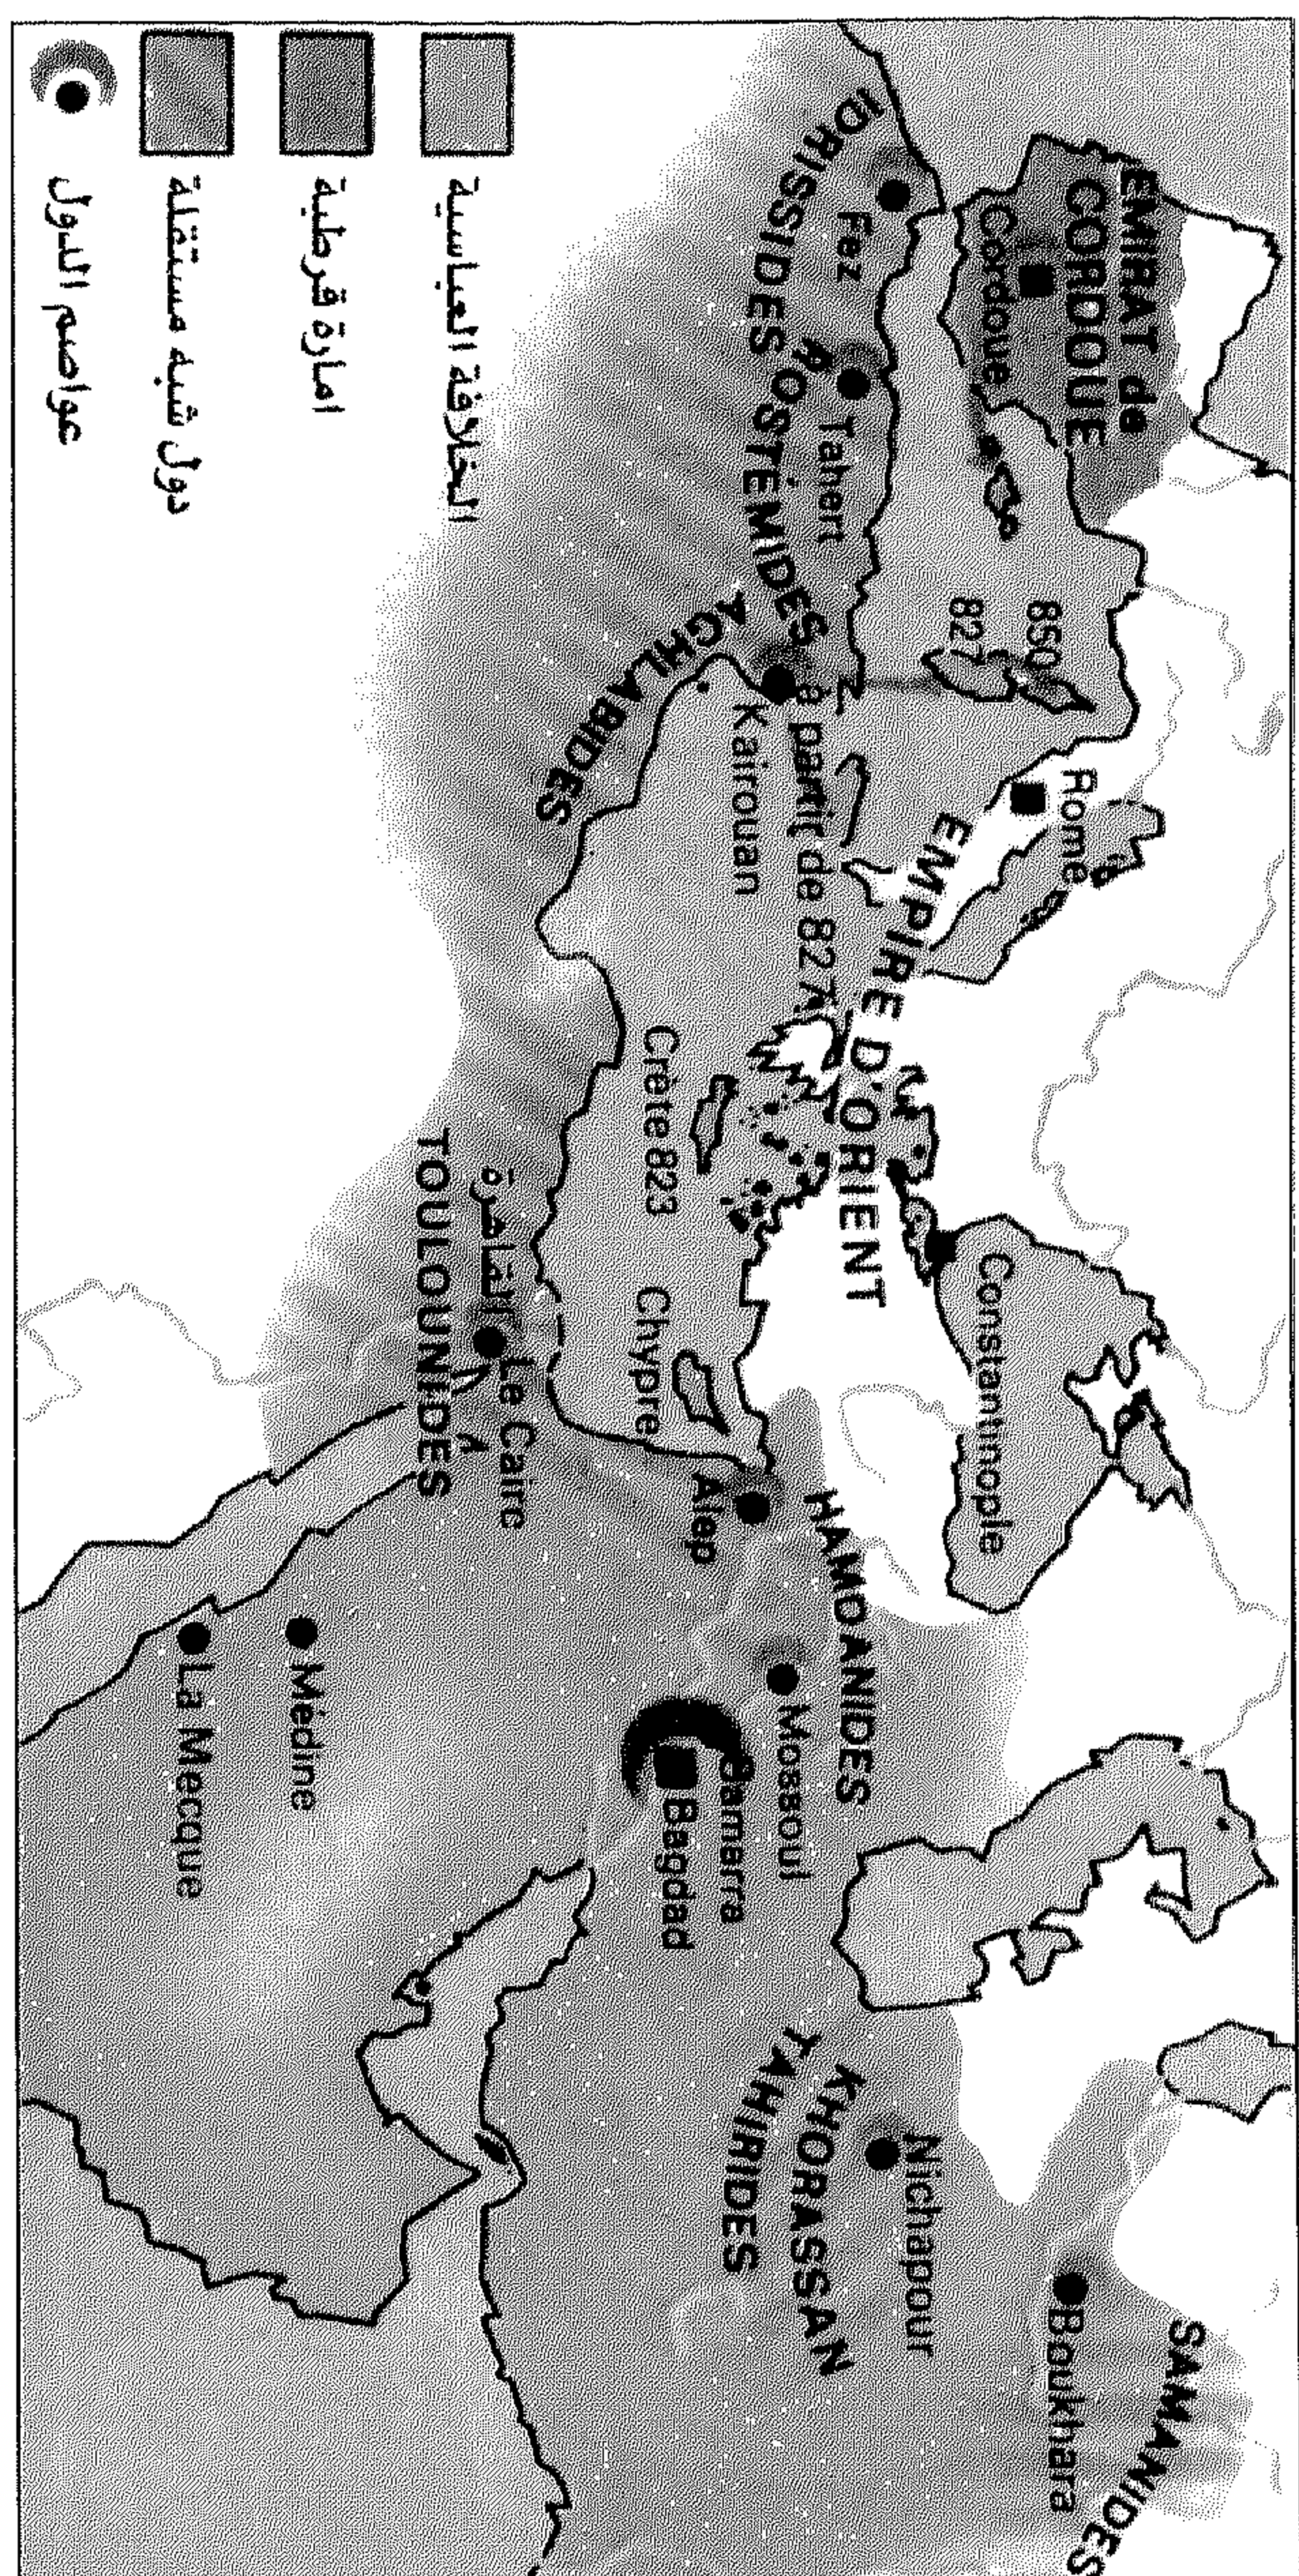 EMIRAT de
CORDOUE
Cordoue
IDRISSIDES
Fez
ROSTÉMIDES
Tahert
850
827
à partir de 827
AGHLABIDES
Kairouan
Rome
EMPIRE D'ORIENT
Constantinople
Crète 823
Chypre
القاهرة
Le Caire
TOULOUNIDES
Alep
HAMDANIDES
Mossoul
Samarra
Bagdad
Médine
La Mecque
Nichapour
KHORASSAN
TAHIRIDES
Boukhara
SAMANIDES
الخلافة العباسية
امارة قرطبة
دول شبه مستقلة
عواصم الدول